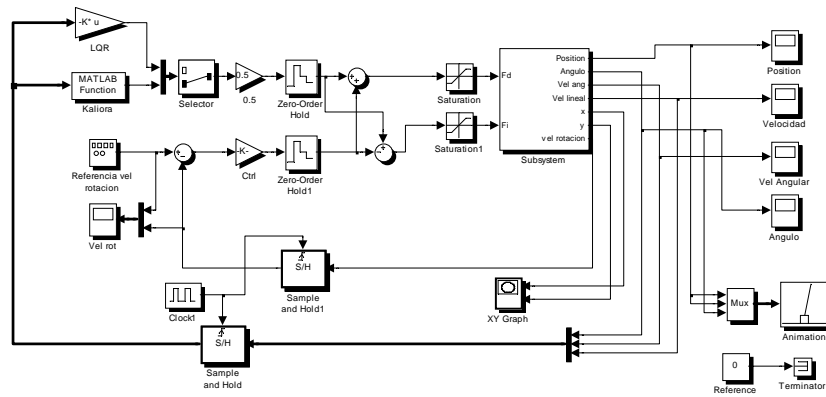 -K* u
LQR
MATLAB
Function
Kaliora
Selector
0.5
0.5
Zero-Order
Hold
Saturation
Fd
Fi
Saturation1
Position
Angulo
Vel ang
Vel lineal
x
y
vel rotacion
Subsystem
Position
Velocidad
Vel Angular
Angulo
Referencia vel
rotacion
-K-
Ctrl
Zero-Order
Hold1
Vel rot
S/H
Sample
and Hold1
Clock1
S/H
Sample
and Hold
XY Graph
Mux
Animation
0
Reference
Terminator